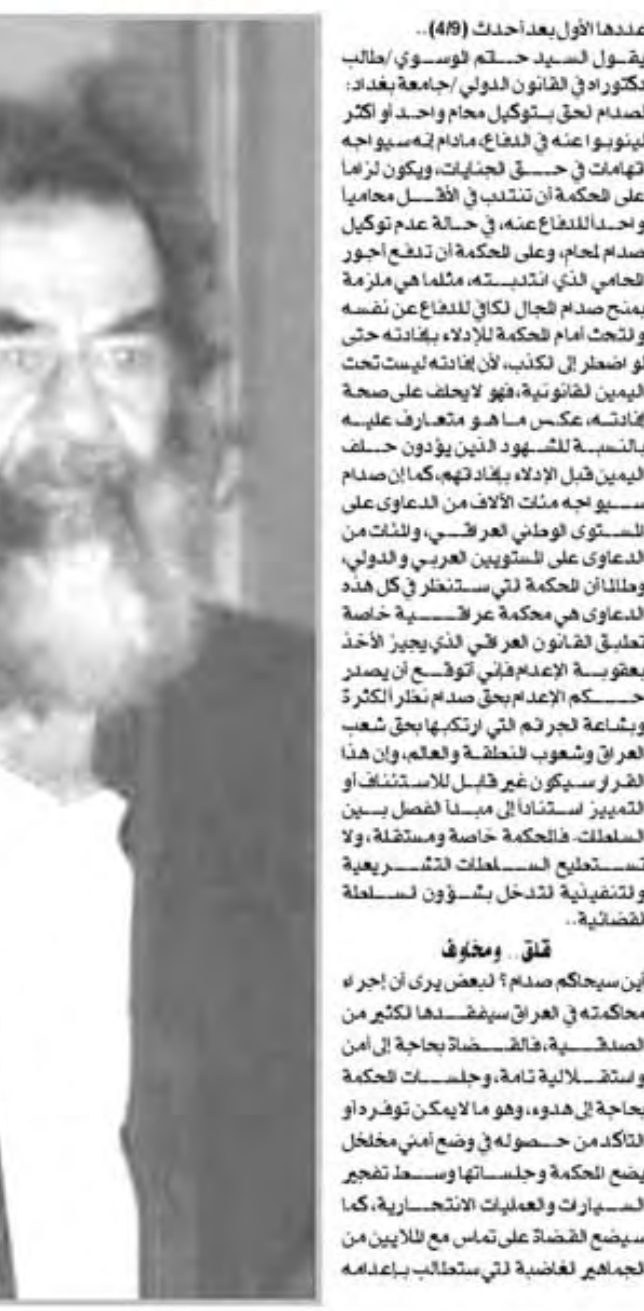 عددها الأول بعد أحداث (4/9)..
يقول السيد حاتم الموسوي/طالب
دكتوراه في القانون الدولي/جامعة بغداد:
لصدام الحق بتوكيل محام واحد أو أكثر
لينوبوا عنه في الدفاع، مادام إنه سيواجه
اتهامات في حق الجنايات، ويكون لزاماً
على المحكمة أن تنتدب في الأقل محامياً
واحداً للدفاع عنه، في حالة عدم توكيل
صدام لمحام، وعلى المحكمة أن تدفع أجور
المحامي الذي انتدبته، مثلما هي ملزمة
بمنح صدام المجال الكافي للدفاع عن نفسه
والتحدث أمام المحكمة للإدلاء بإفادته حتى
لو اضطر إلى الكذب، لأن إفادته ليست تحت
اليمين القانونية، فهو لا يحلف على صحة
إفادته، عكس ما هو متعارف عليه
بالنسبة للشهود الذين يؤدون حلف
اليمين قبل الإدلاء بإفادتهم، كما إن صدام
سيواجه مئات الآلاف من الدعاوى على
المستوى الوطني العراقي، والمئات من
الدعاوى على المستويين العربي والدولي،
وطالما أن المحكمة التي ستنظر في كل هذه
الدعاوى هي محكمة عراقية خاصة
تطبق القانون العراقي الذي يجيز الأخذ
بعقوبة الإعدام فإني أتوقع أن يصدر
حكم الإعدام بحق صدام نظراً لكثرة
وبشاعة الجرائم التي ارتكبها بحق شعب
العراق وشعوب المنطقة والعالم، وإن هذا
القرار سيكون غير قابل للاستئناف أو
التمييز استناداً إلى مبدأ الفصل بين
السلطات. فالمحكمة خاصة ومستقلة، ولا
تستطيع السلطات التشريعية
والتنفيذية التدخل بشؤون السلطة
القضائية..
قلق.. ومخاوف
أين سيحاكم صدام؟ البعض يرى أن إجراء
محاكمته في العراق سيفقدها الكثير من
الصدقية، فالقضاة بحاجة إلى أمن
واستقلالية تامة، وجلسات المحكمة
بحاجة إلى هدوء، وهو ما لا يمكن توفره أو
التأكد من حصوله في وضع أمني مخلخل
يضع المحكمة وجلساتها وسط تفجير
السيارات والعمليات الانتحارية، كما
سيضع القضاة على تماس مع الملايين من
الجماهير الغاضبة التي ستطالب بإعدامه